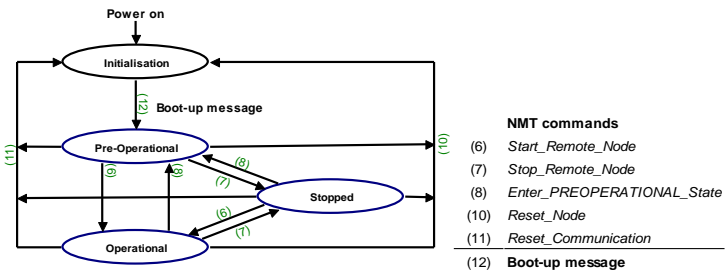 Power on
Initialisation
(12)
Boot-up message
Pre-Operational
(11)
(10)
(6)
(8)
(8)
(7)
Stopped
(6)
(7)
Operational
NMT commands
(6) Start_Remote_Node
(7) Stop_Remote_Node
(8) Enter_PREOPERATIONAL_State
(10) Reset_Node
(11) Reset_Communication
(12) Boot-up message